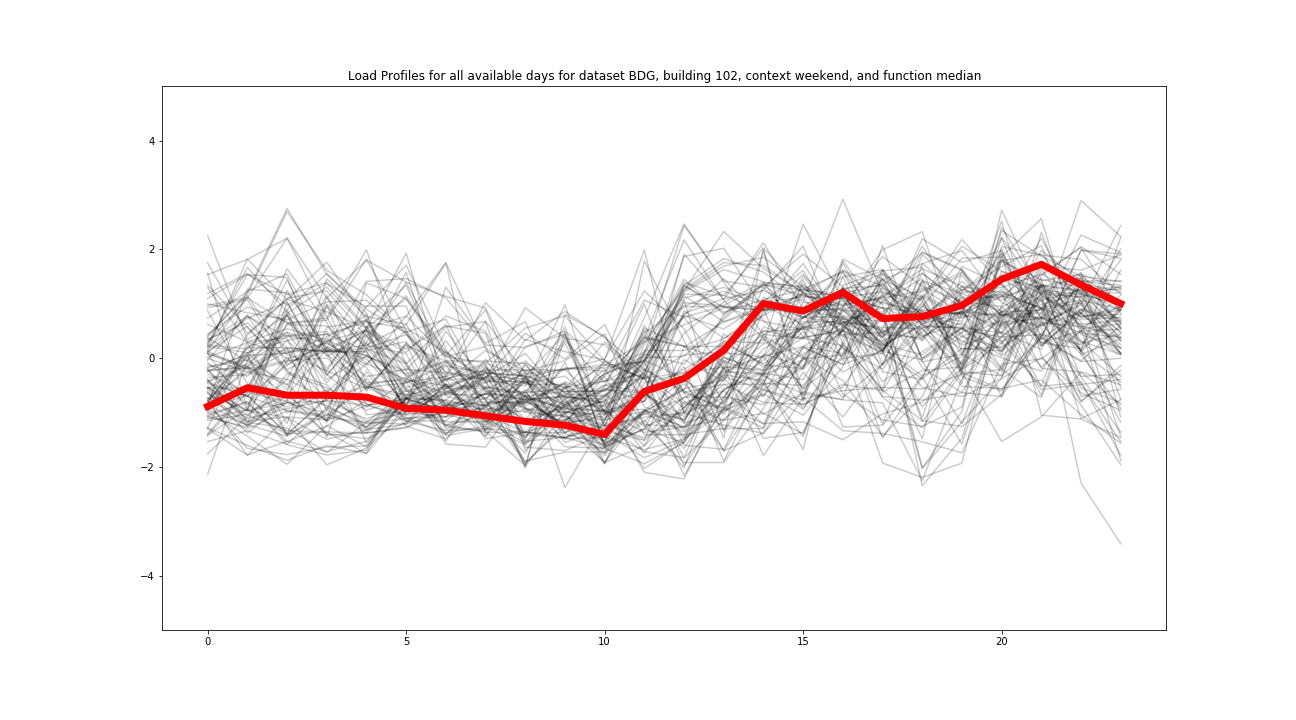 Load Profiles for all available days for dataset BDG, building 102, context weekend, and function median
4
2
0
−2
−4
0 5 10 15 20